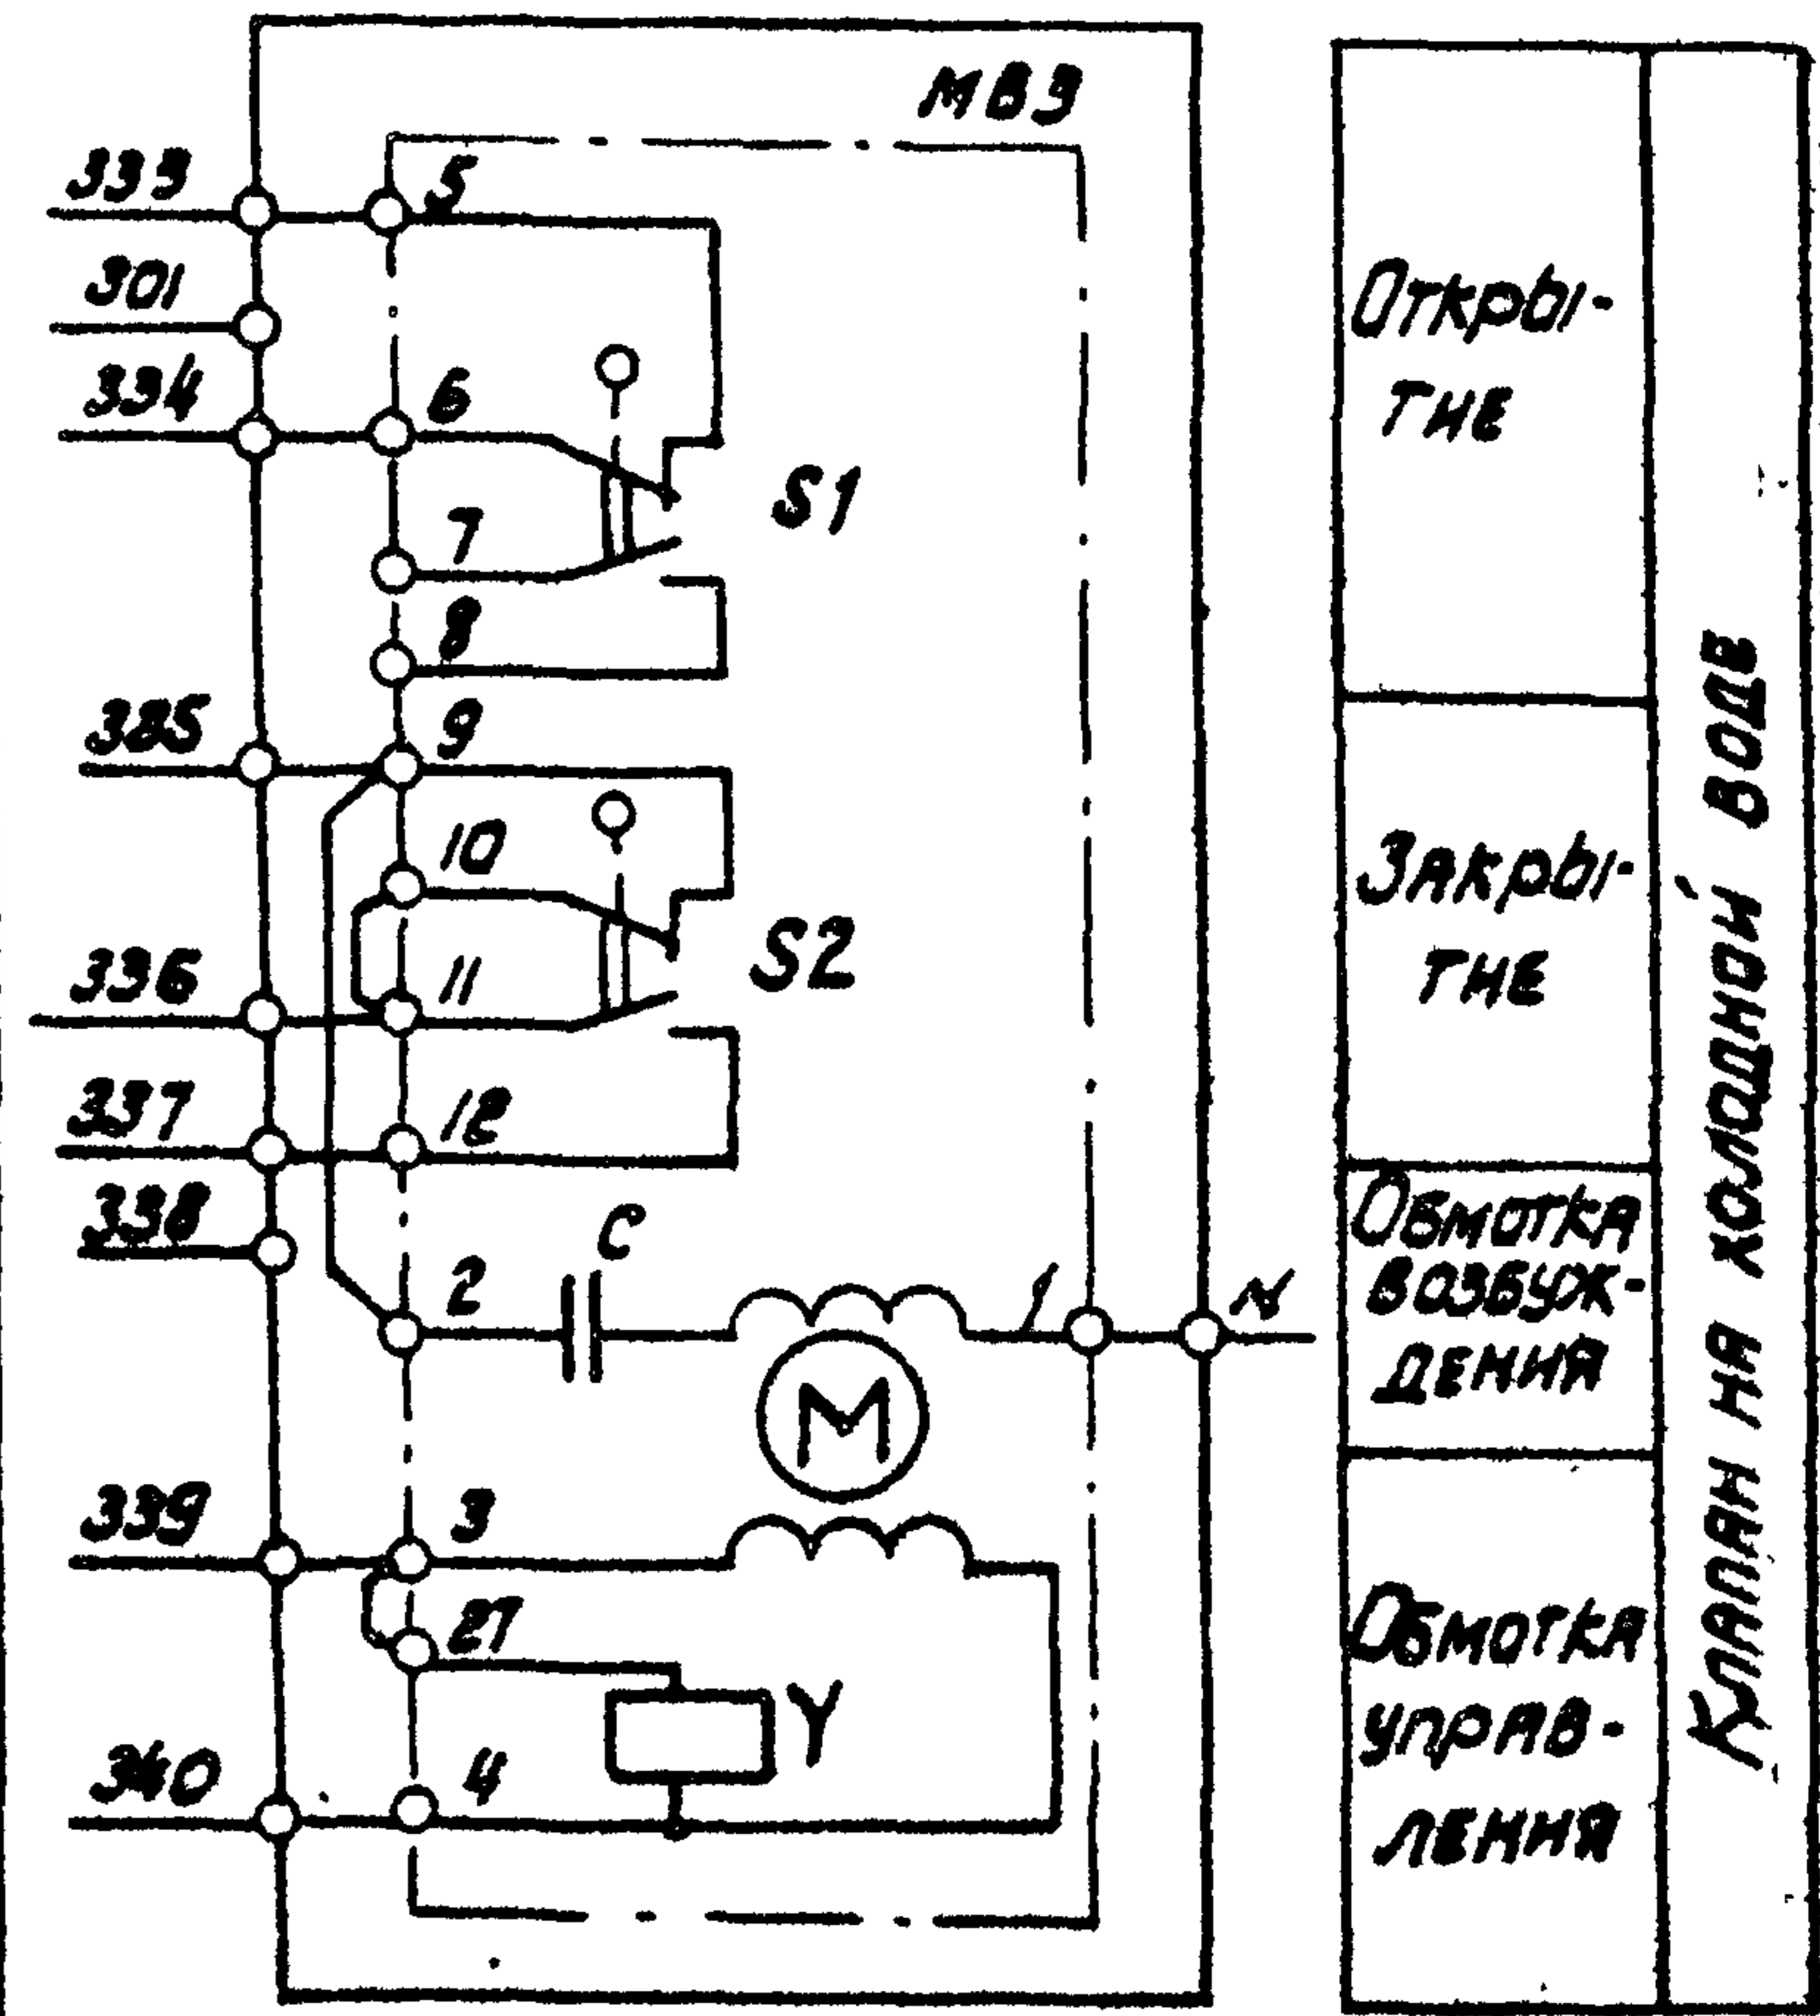 МВ3
333
5
301
334
6
S1
7
8
335
9
10
336
11
S2
337
12
338
C
2
1
N
M
339
3
27
Y
340
4
Откры-
тие
Закры-
тие
Обмотка
возбуж-
дения
Обмотка
управ-
ления
Клапан на холодной воде